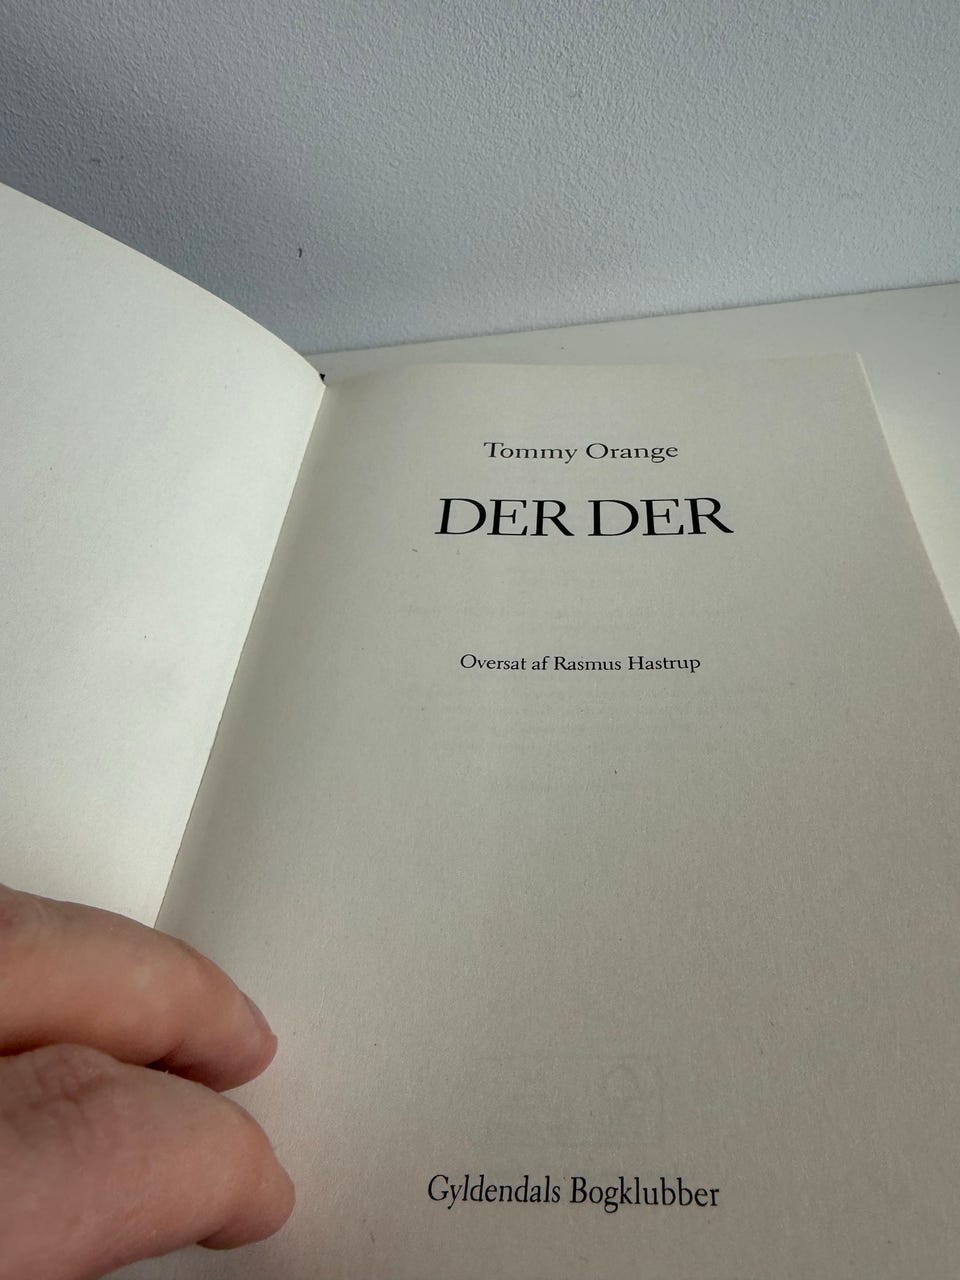 Tommy Orange
DER DER
Oversat af Rasmus Hastrup
Gyldendals Bogklubber